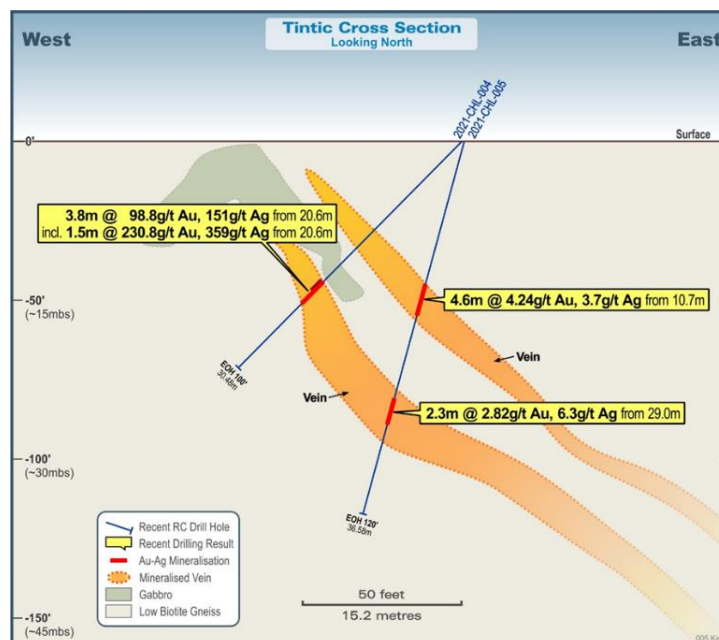 West
Tintic Cross Section
Looking North
East
2021-CHL-004
2021-CHL-005
0'
Surface
3.8m @ 98.8g/t Au, 151g/t Ag from 20.6m
incl. 1.5m @ 230.8g/t Au, 359g/t Ag from 20.6m
-50'
(~15mbs)
4.6m @ 4.24g/t Au, 3.7g/t Ag from 10.7m
Vein
EOH 100'
30.48m
Vein
2.3m @ 2.82g/t Au, 6.3g/t Ag from 29.0m
-100'
(~30mbs)
EOH 120'
36.58m
Recent RC Drill Hole
Recent Drilling Result
Au-Ag Mineralisation
Mineralised Vein
Gabbro
Low Biotite Gneiss
50 feet
15.2 metres
-150'
(~45mbs)